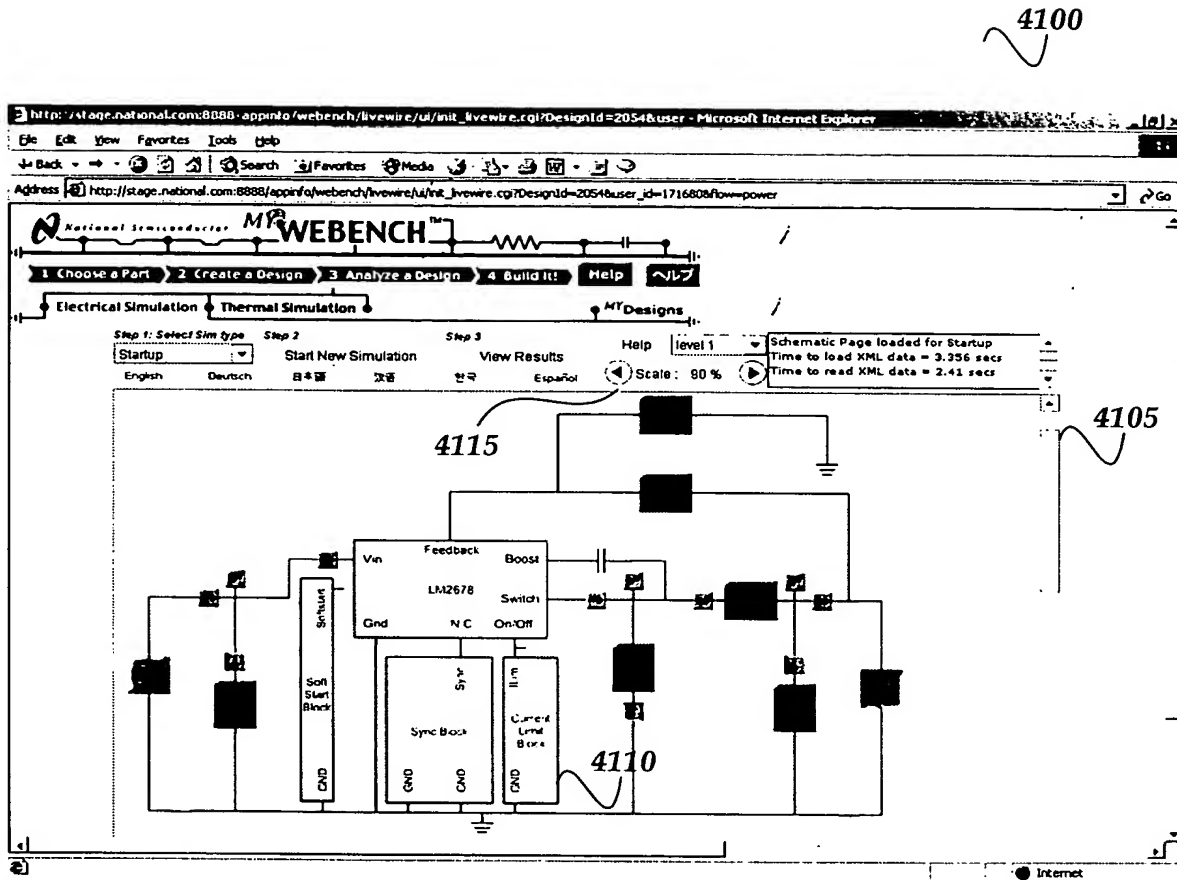 4100
http://stage.national.com:8888-appinfo/webench/livewire/ui/init_livewire.cgi?DesignId=2054&user - Microsoft Internet Explorer
File Edit View Favorites Tools Help
Back Search Favorites Media
Address http://stage.national.com:8888/appinfo/webench/livewire/ui/init_livewire.cgi?DesignId=2054&user_id=171680&flow=power Go
National Semiconductor MY WEBENCH™
1 Choose a Part 2 Create a Design 3 Analyze a Design 4 Build It! Help ヘルプ
Electrical Simulation Thermal Simulation MY Designs
Step 1: Select Sim type Step 2 Step 3
Startup Start New Simulation View Results Help level 1
Schematic Page loaded for Startup
Time to load XML data = 3.356 secs
Time to read XML data = 2.41 secs
English Deutsch 日本語 汉语 한국 Español Scale: 80 %
4115
4105
Vin Feedback Boost
LM2678
Switch
Gnd N C On/Off
Soft Start Block
GND
Sync
Sync Block
GND GND
Current Limit Block
GND
4110
Internet